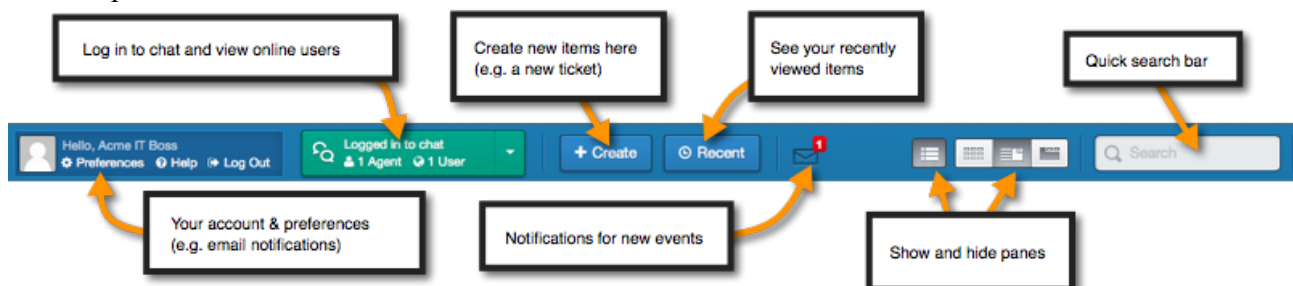 Log in to chat and view online users
Create new items here
(e.g. a new ticket)
See your recently
viewed items
Quick search bar
Hello, Acme IT Boss
Preferences Help Log Out
Logged in to chat
1 Agent 1 User
+ Create
Recent
1
Search
Your account & preferences
(e.g. email notifications)
Notifications for new events
Show and hide panes